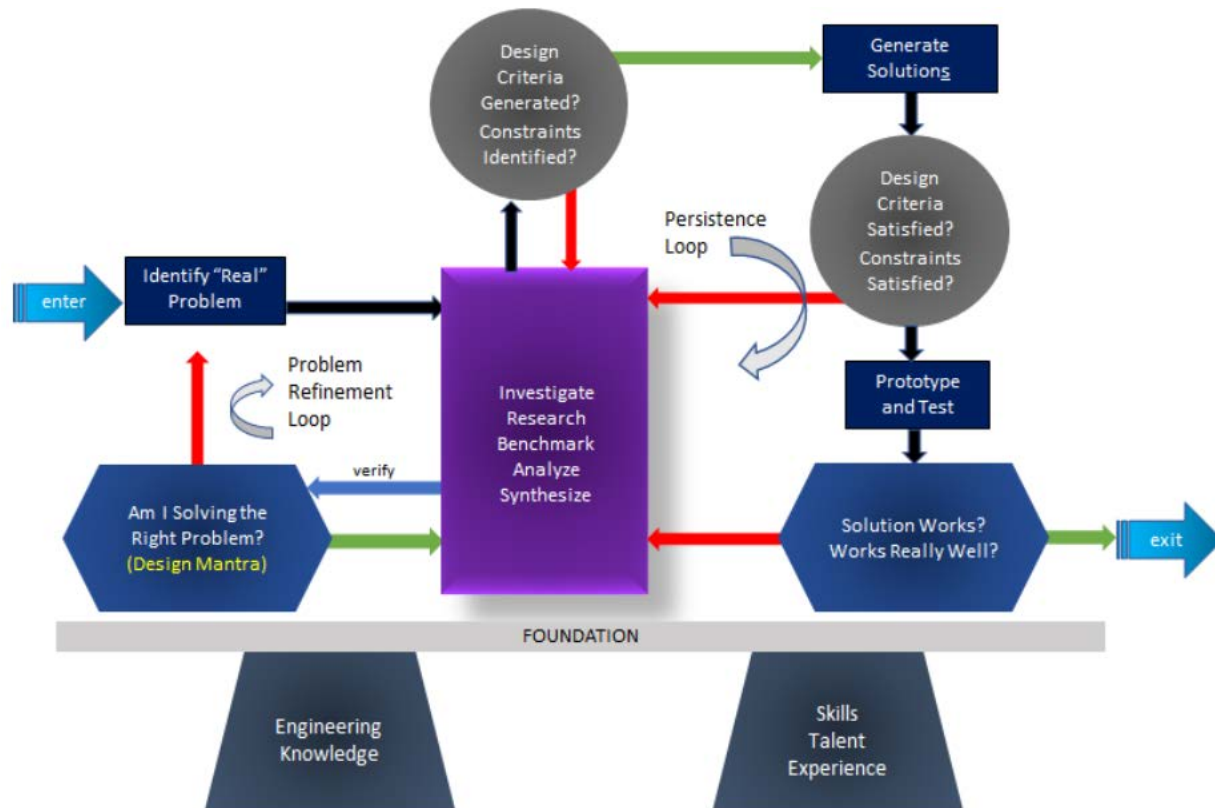 Design
Criteria
Generated?
Constraints
Identified?
Generate
Solutions
Design
Criteria
Satisfied?
Constraints
Satisfied?
Persistence
Loop
enter
Identify “Real”
Problem
Problem
Refinement
Loop
Investigate
Research
Benchmark
Analyze
Synthesize
Prototype
and Test
verify
Am I Solving the
Right Problem?
(Design Mantra)
Solution Works?
Works Really Well?
exit
FOUNDATION
Engineering
Knowledge
Skills
Talent
Experience